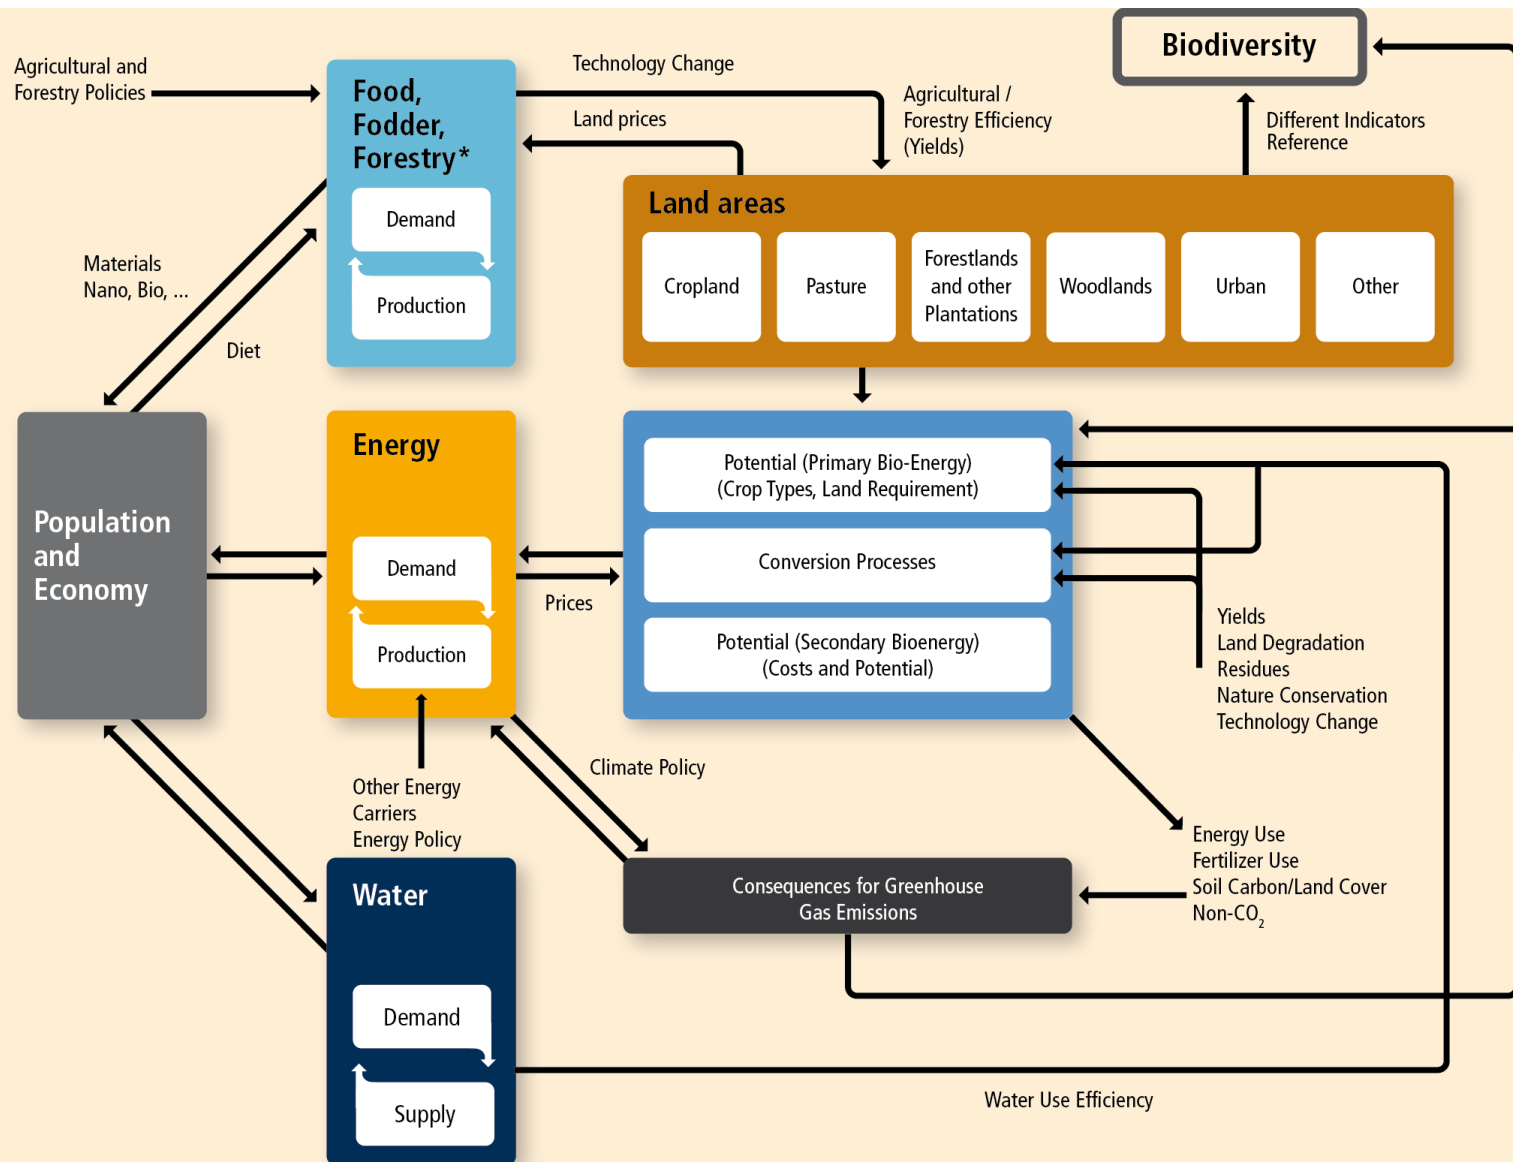 Biodiversity
Agricultural and
Forestry Policies
Food,
Fodder,
Forestry*
Demand
Production
Technology Change
Land prices
Agricultural /
Forestry Efficiency
(Yields)
Different Indicators
Reference
Land areas
Cropland
Pasture
Forestlands
and other
Plantations
Woodlands
Urban
Other
Materials
Nano, Bio, ...
Diet
Population
and
Economy
Energy
Demand
Production
Prices
Potential (Primary Bio-Energy)
(Crop Types, Land Requirement)
Conversion Processes
Potential (Secondary Bioenergy)
(Costs and Potential)
Yields
Land Degradation
Residues
Nature Conservation
Technology Change
Other Energy
Carriers
Energy Policy
Climate Policy
Energy Use
Fertilizer Use
Soil Carbon/Land Cover
Non-CO₂
Consequences for Greenhouse
Gas Emissions
Water
Demand
Supply
Water Use Efficiency